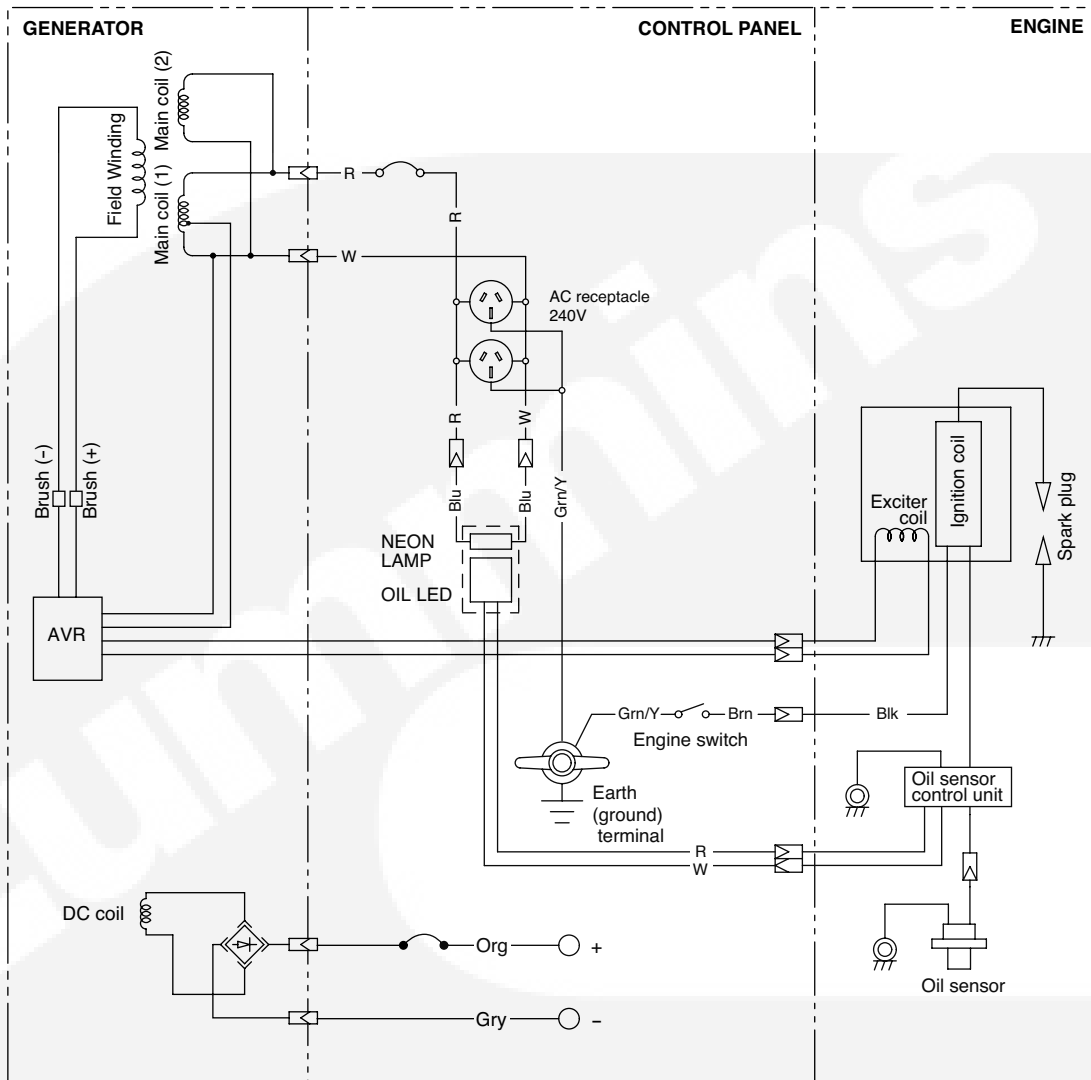 GENERATOR
CONTROL PANEL
ENGINE
Main coil (2)
Field Winding
Main coil (1)
R
R
W
AC receptacle
240V
R
W
Blu
Blu
Grn/Y
Brush (-)
Brush (+)
NEON
LAMP
OIL LED
AVR
Exciter
coil
Ignition coil
Spark plug
Grn/Y
Brn
Blk
Engine switch
Earth
(ground)
terminal
Oil sensor
control unit
R
W
DC coil
Org
+
Gry
–
Oil sensor
Cummins